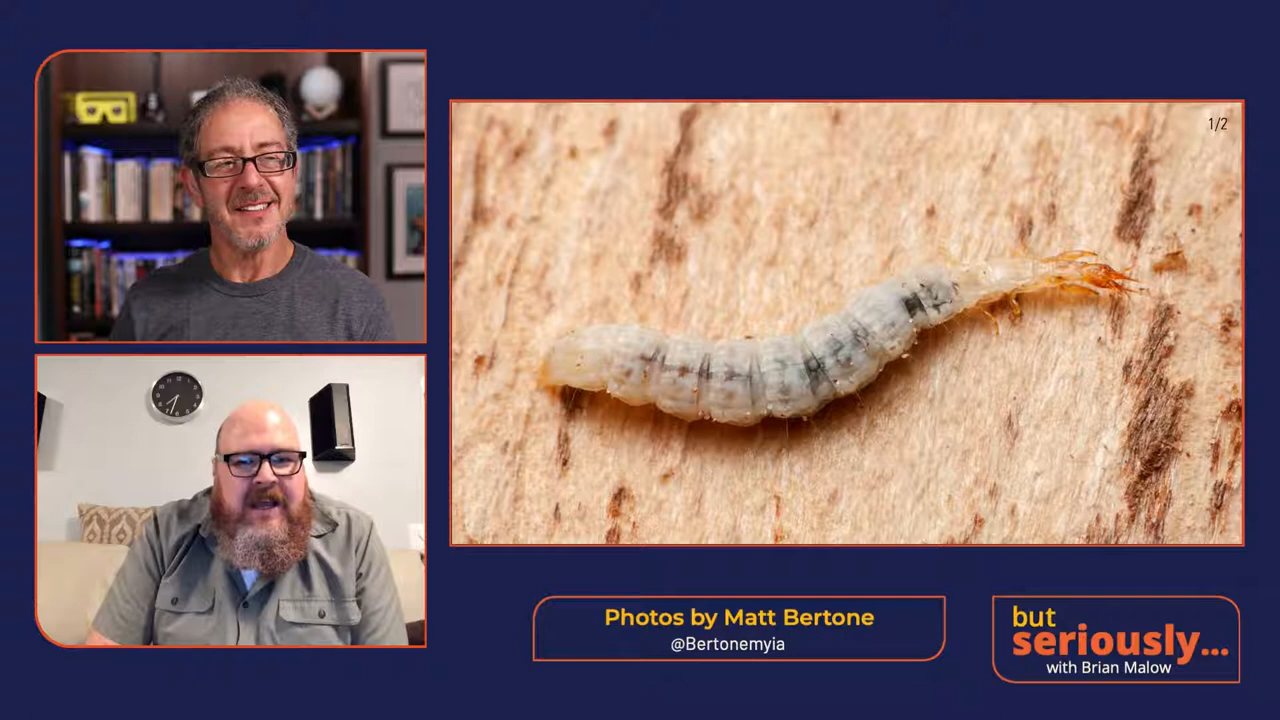 1/2
Photos by Matt Bertone
@Bertonemyia
but
seriously...
with Brian Malow